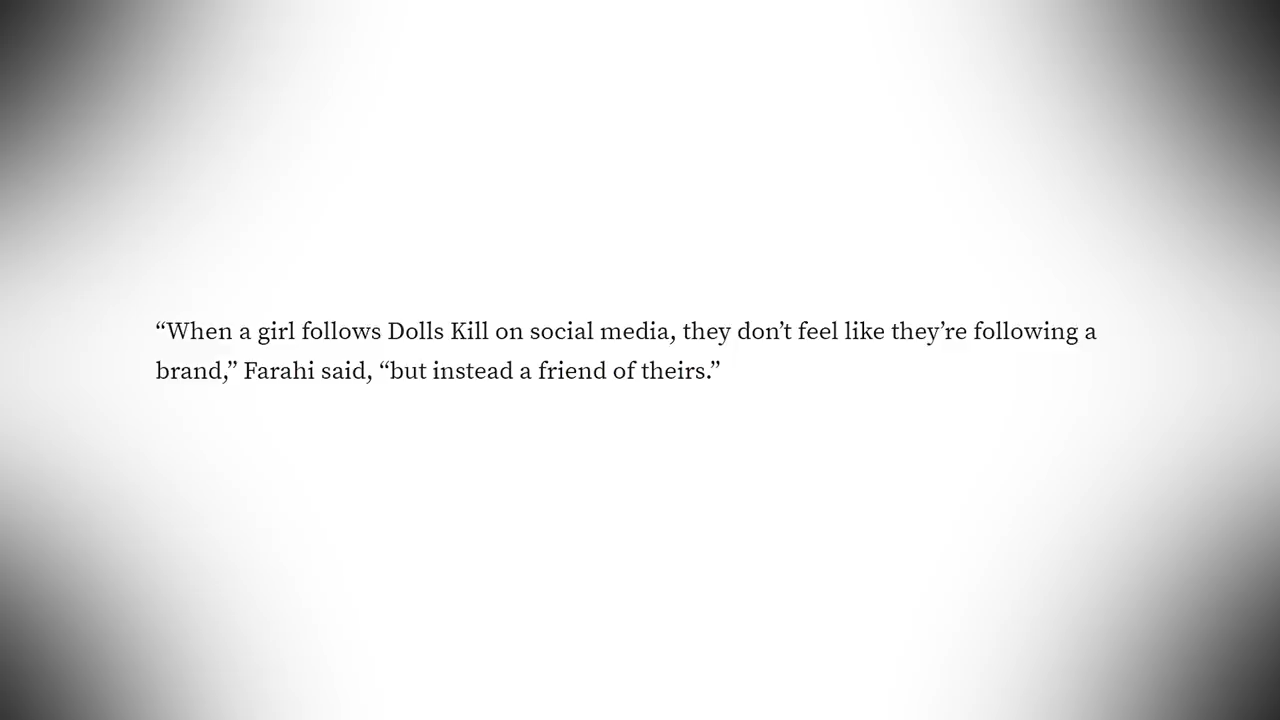 “When a girl follows Dolls Kill on social media, they don’t feel like they’re following a
brand,” Farahi said, “but instead a friend of theirs.”